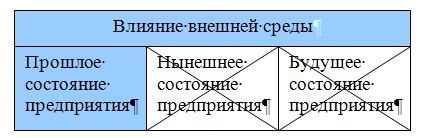 Влияние·внешней·среды¶
Прошлое·
состояние·
предприятия¶
Нынешнее·
состояние·
предприятия¶
Будущее·
состояние·
предприятия¶